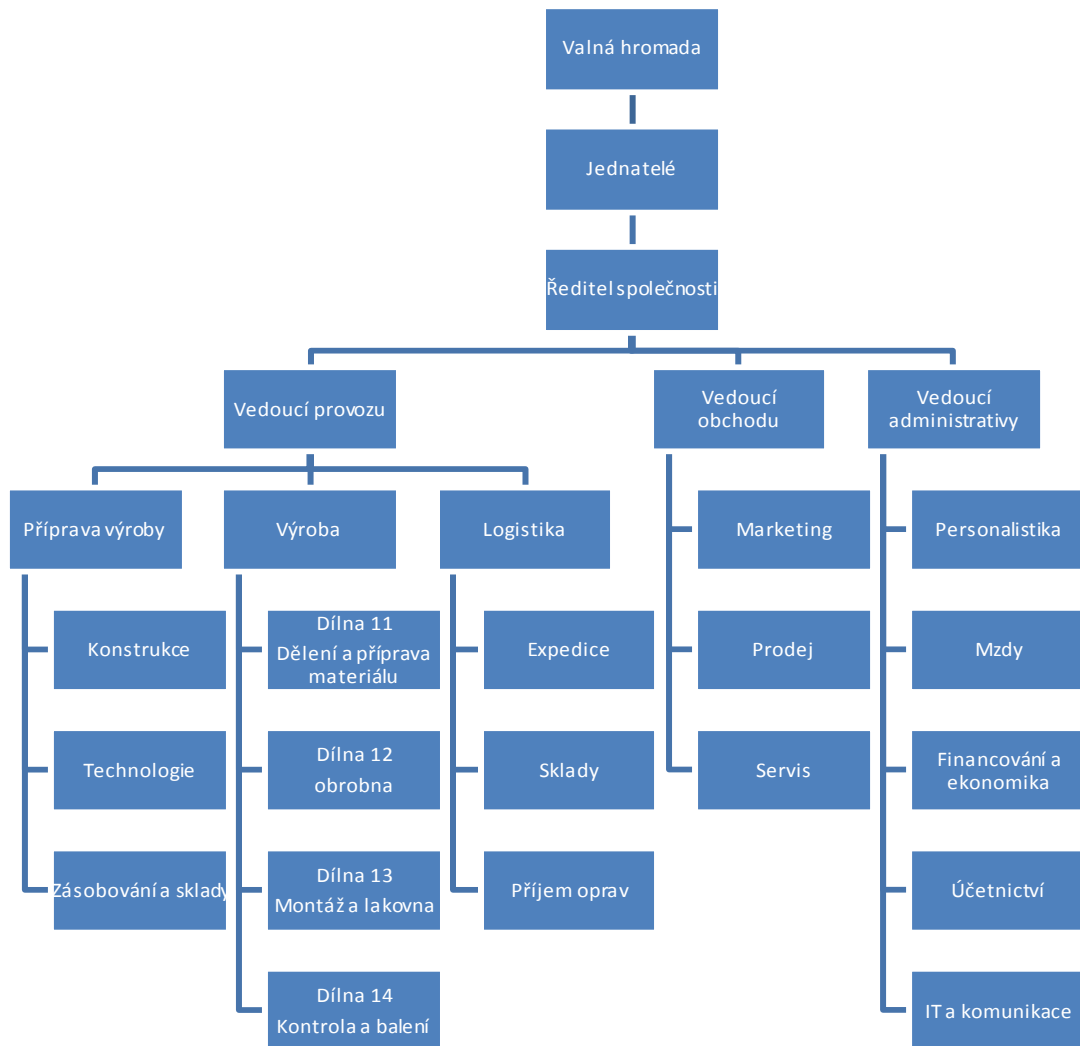 Valná hromada
Jednatelé
Ředitel společnosti
Vedoucí provozu
Vedoucí
obchodu
Vedoucí
administrativy
Příprava výroby
Výroba
Logistika
Marketing
Personalistika
Konstrukce
Dílna 11
Dělení a příprava
materiálu
Expedice
Prodej
Mzdy
Technologie
Dílna 12
obrobna
Sklady
Servis
Financování a
ekonomika
Zásobování a sklady
Dílna 13
Montáž a lakovna
Příjem oprav
Účetnictví
Dílna 14
Kontrola a balení
IT a komunikace